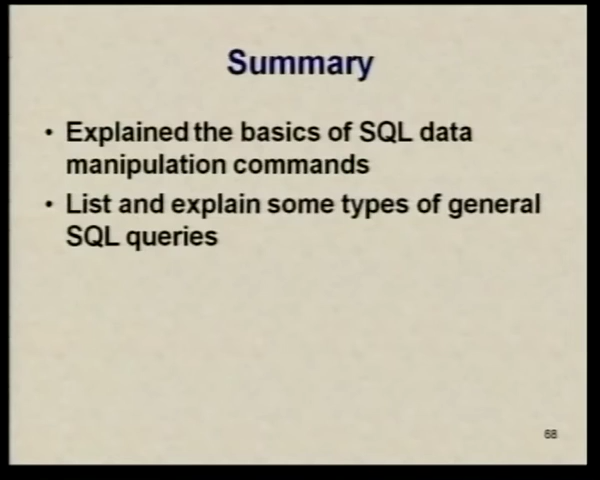 Summary
• Explained the basics of SQL data
manipulation commands
• List and explain some types of general
SQL queries
68